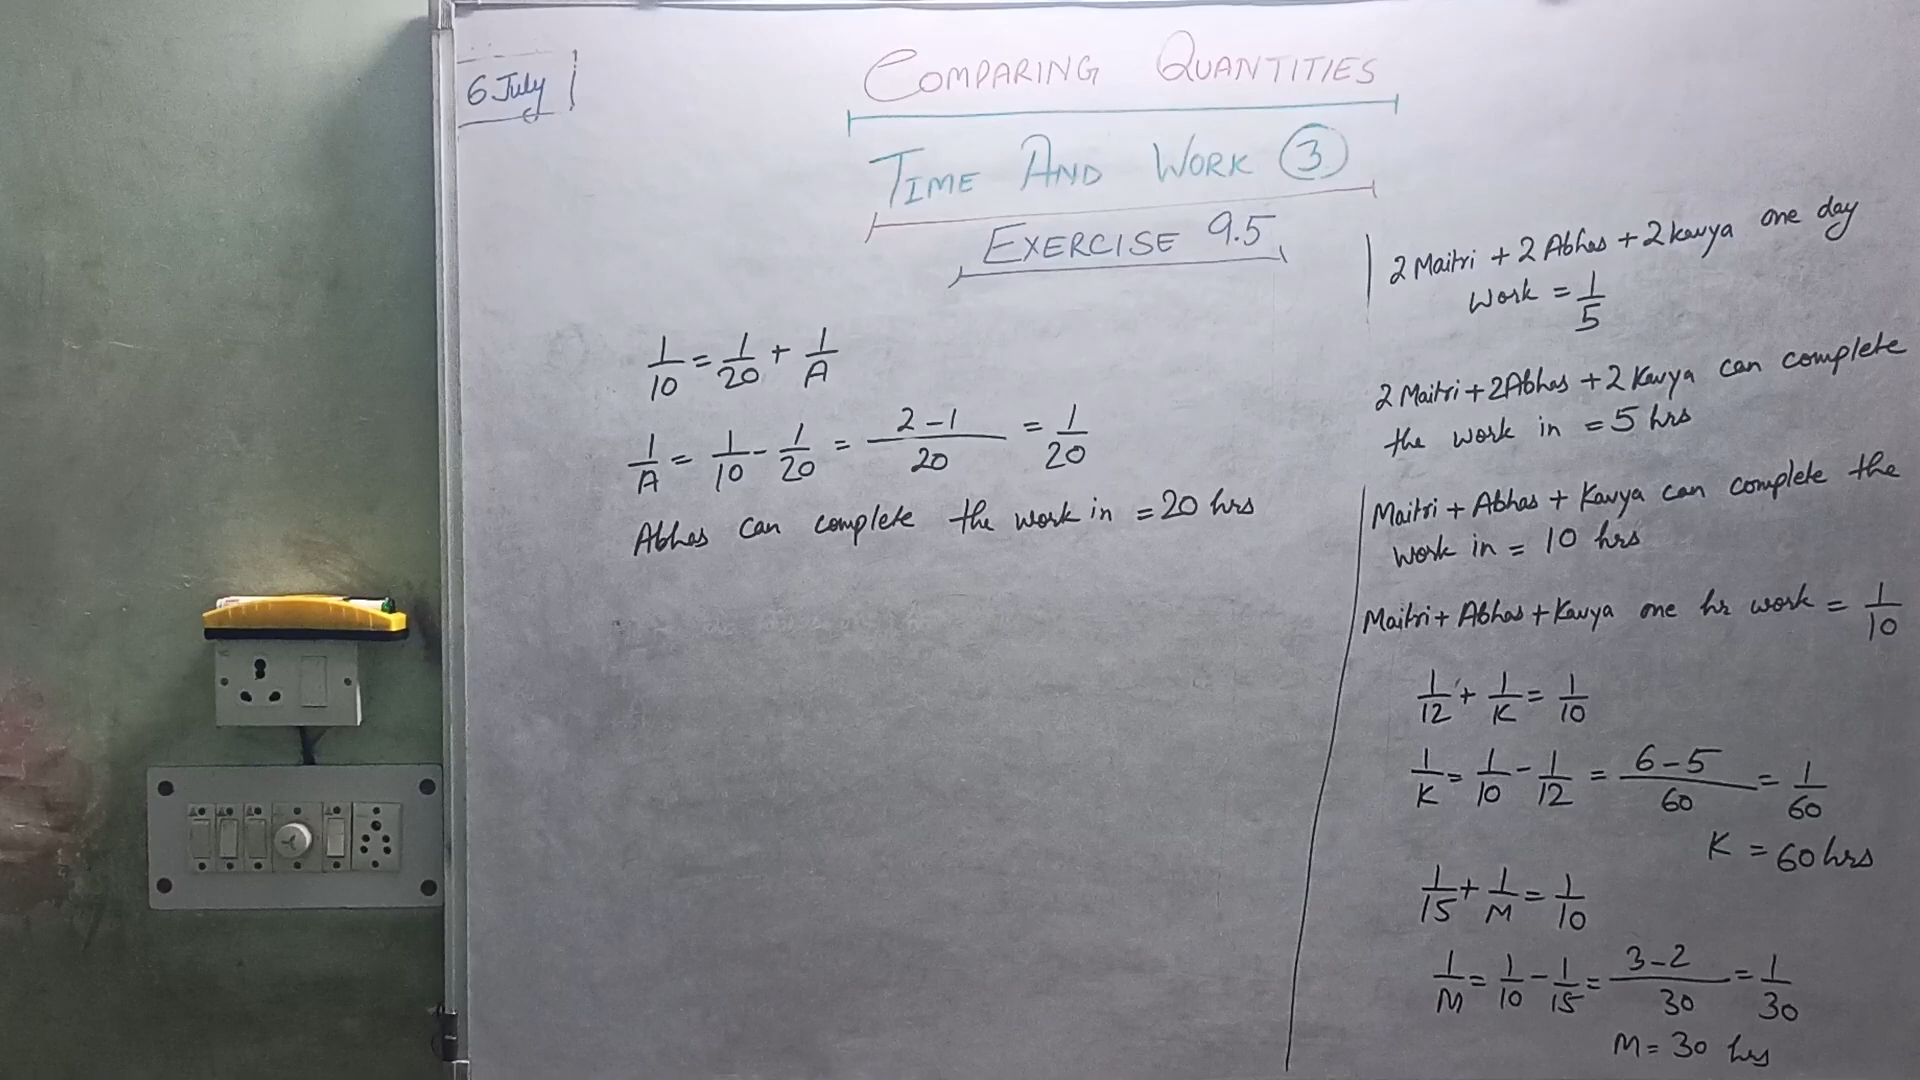 6 July
COMPARING QUANTITIES
TIME AND WORK 3
EXERCISE 9.5
1/10 = 1/20 + 1/A
1/A = 1/10 - 1/20 = (2-1)/20 = 1/20
Abhas can complete the work in = 20 hrs
2 Maitri + 2 Abhas + 2 Kavya one day
work = 1/5
2 Maitri + 2 Abhas + 2 Kavya can complete
the work in = 5 hrs
Maitri + Abhas + Kavya can complete the
work in = 10 hrs
Maitri + Abhas + Kavya one hr work = 1/10
1/12 + 1/K = 1/10
1/K = 1/10 - 1/12 = (6-5)/60 = 1/60
K = 60 hrs
1/15 + 1/M = 1/10
1/M = 1/10 - 1/15 = (3-2)/30 = 1/30
M = 30 hrs